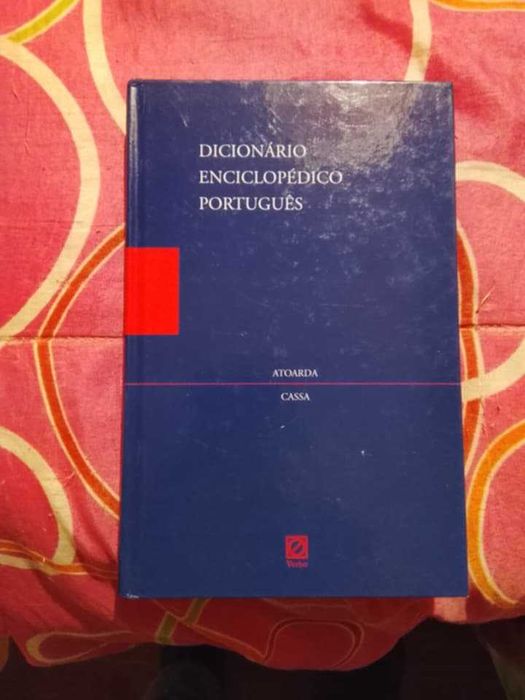 DICIONÁRIO
ENCICLOPÉDICO
PORTUGUÊS
ATOARDA
CASSA
Verbo